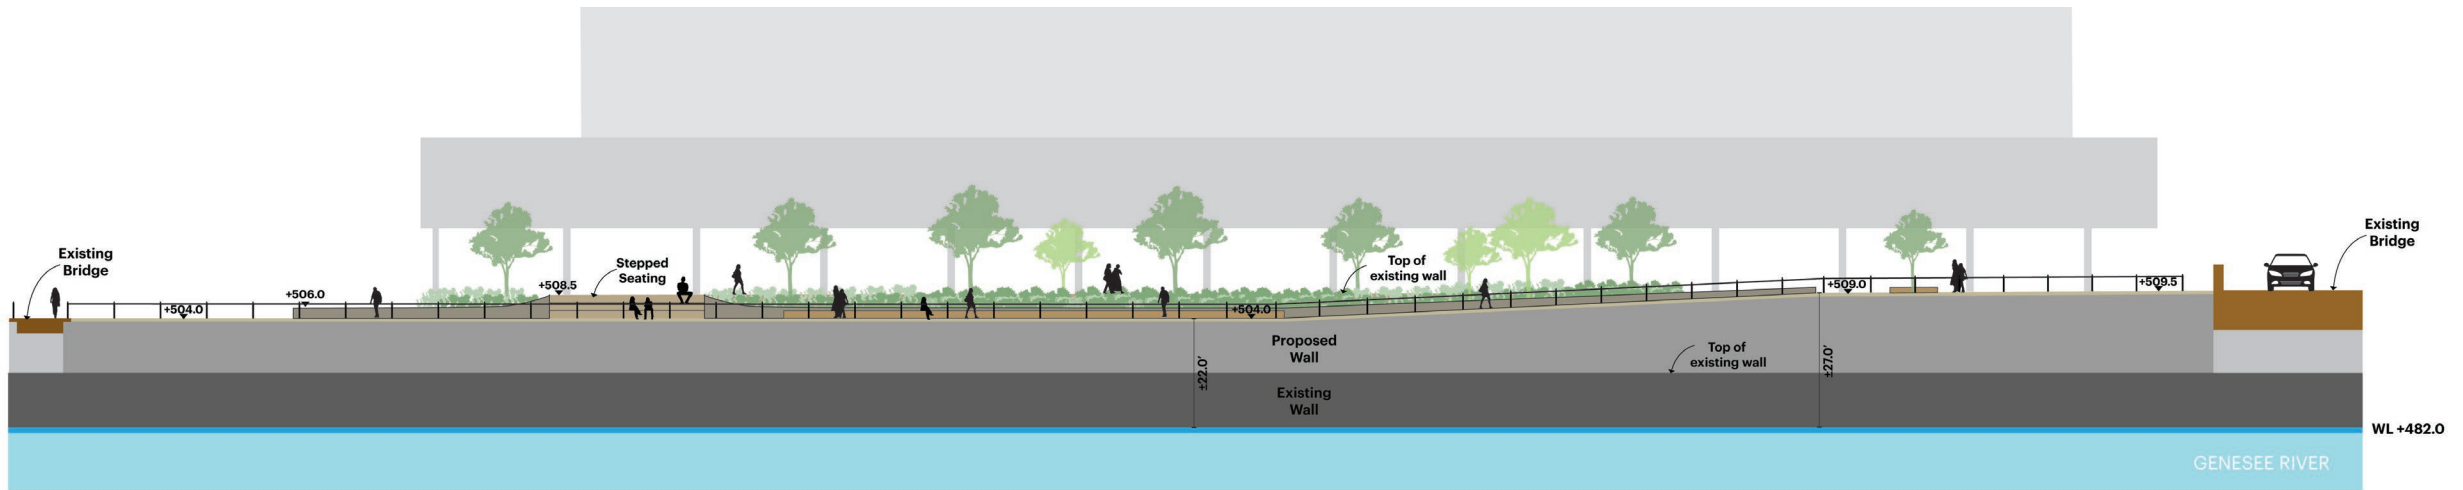 Existing
Bridge
+504.0
+506.0
+508.5
Stepped
Seating
+504.0
Top of
existing wall
+509.0
+509.5
Existing
Bridge
Proposed
Wall
±22.0'
Top of
existing wall
±27.0'
Existing
Wall
WL +482.0
GENESEE RIVER